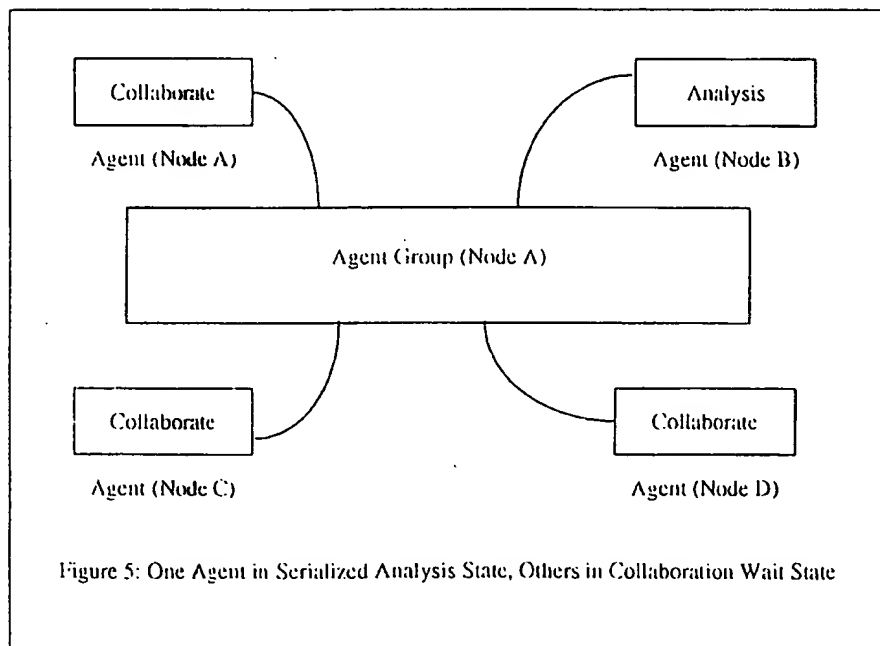 Collaborate
Analysis
Agent (Node A)
Agent (Node B)
Agent Group (Node A)
Collaborate
Collaborate
Agent (Node C)
Agent (Node D)
Figure 5: One Agent in Serialized Analysis State, Others in Collaboration Wait State